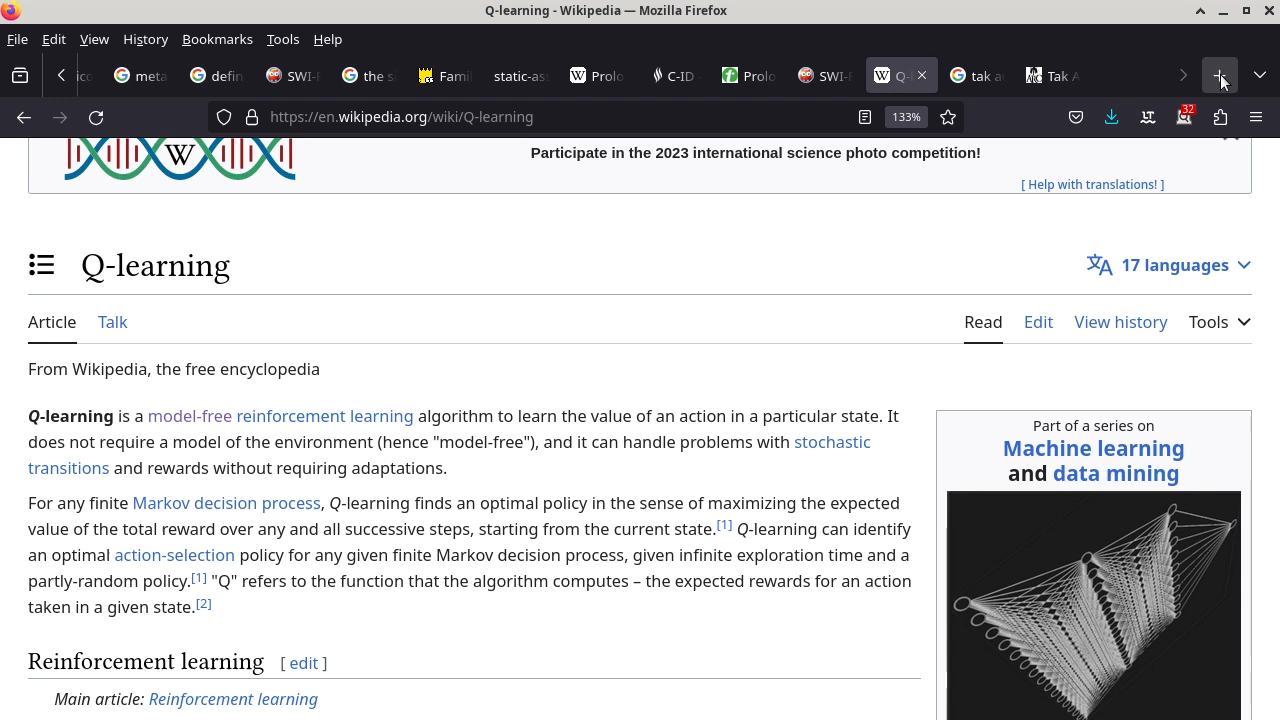 Q-learning - Wikipedia — Mozilla Firefox
File Edit View History Bookmarks Tools Help
meta defin SWI- the s Fami static-as Prolo C-ID Prolo SWI- Q- tak a Tak A
https://en.wikipedia.org/wiki/Q-learning 133% 32
W
Participate in the 2023 international science photo competition!
[ Help with translations! ]
Q-learning 17 languages
Article Talk Read Edit View history Tools
From Wikipedia, the free encyclopedia
Q-learning is a model-free reinforcement learning algorithm to learn the value of an action in a particular state. It
does not require a model of the environment (hence "model-free"), and it can handle problems with stochastic
transitions and rewards without requiring adaptations.
For any finite Markov decision process, Q-learning finds an optimal policy in the sense of maximizing the expected
value of the total reward over any and all successive steps, starting from the current state.[1] Q-learning can identify
an optimal action-selection policy for any given finite Markov decision process, given infinite exploration time and a
partly-random policy.[1] "Q" refers to the function that the algorithm computes – the expected rewards for an action
taken in a given state.[2]
Reinforcement learning [ edit ]
Main article: Reinforcement learning
Part of a series on
Machine learning
and data mining